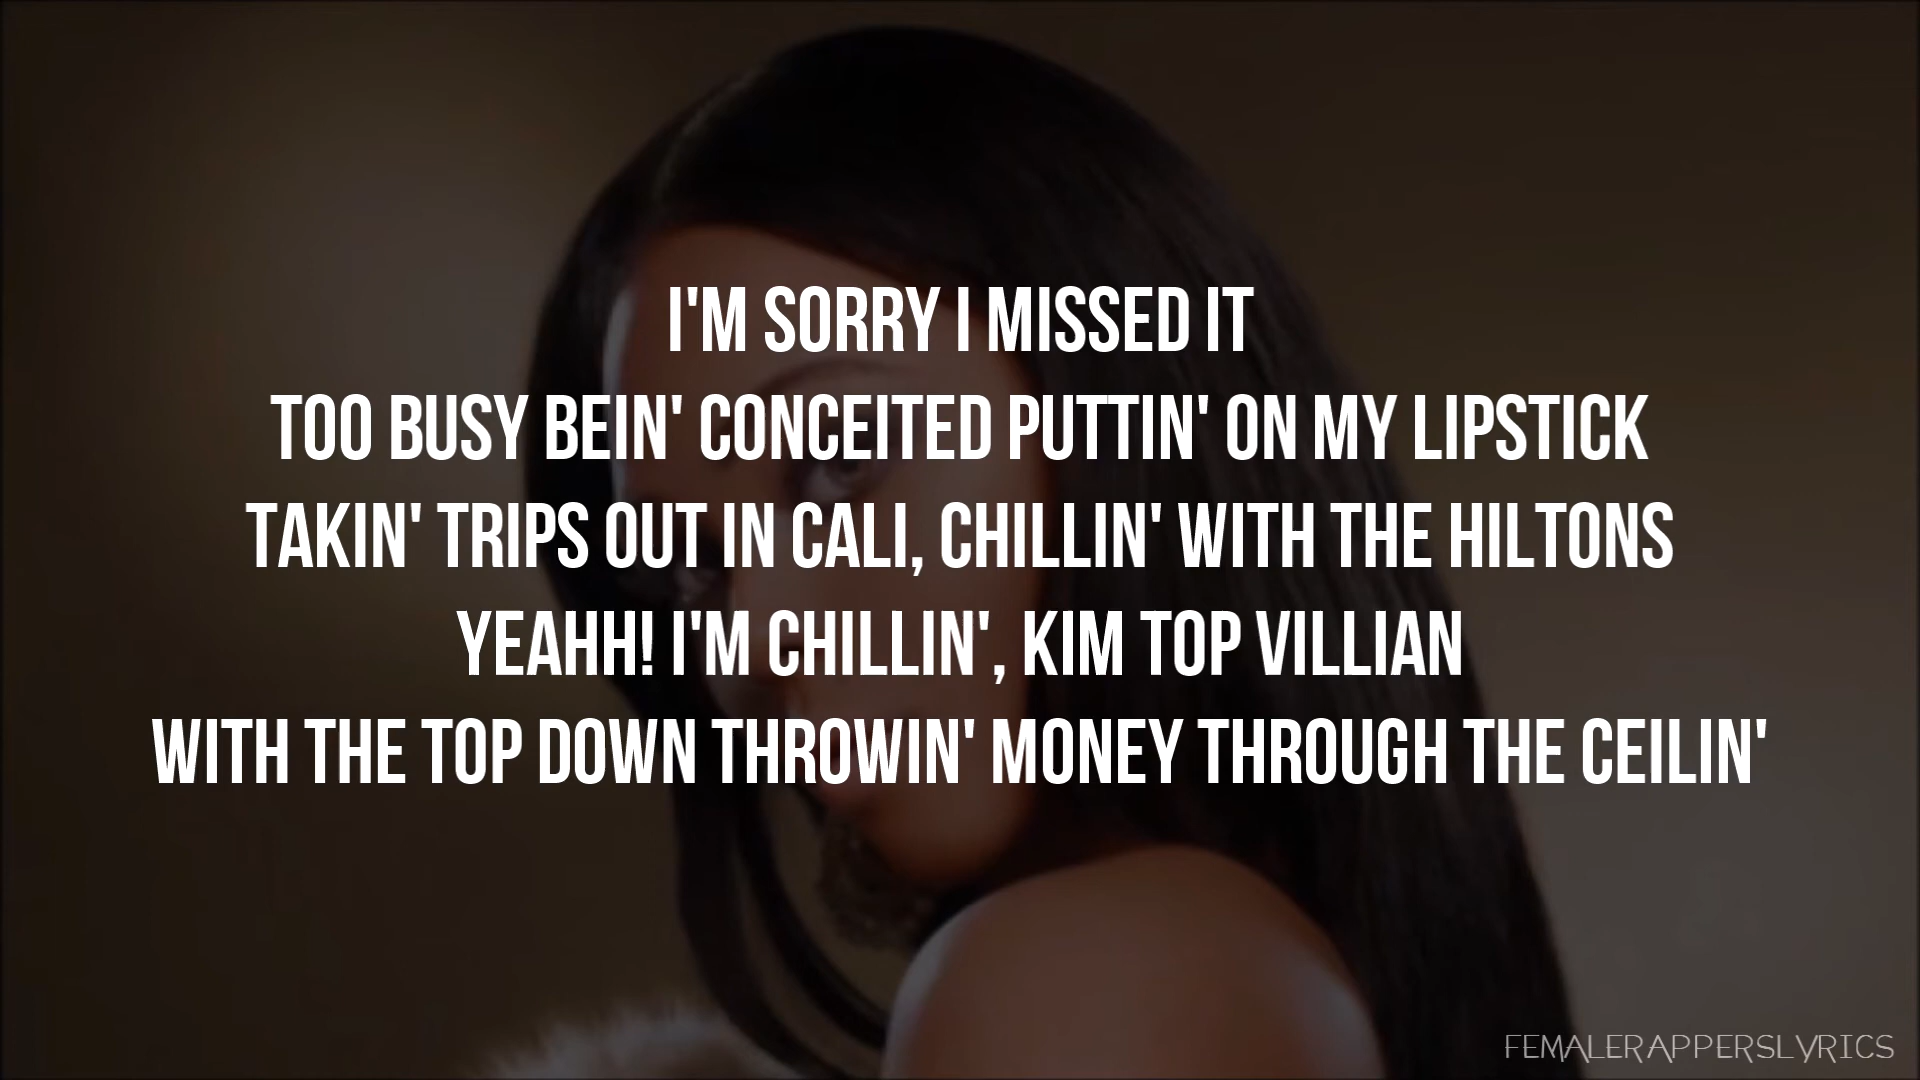 I'M SORRY I MISSED IT
TOO BUSY BEIN' CONCEITED PUTTIN' ON MY LIPSTICK
TAKIN' TRIPS OUT IN CALI, CHILLIN' WITH THE HILTONS
YEAHH! I'M CHILLIN', KIM TOP VILLIAN
WITH THE TOP DOWN THROWIN' MONEY THROUGH THE CEILIN'
FEMALERAPPERSLYRICS